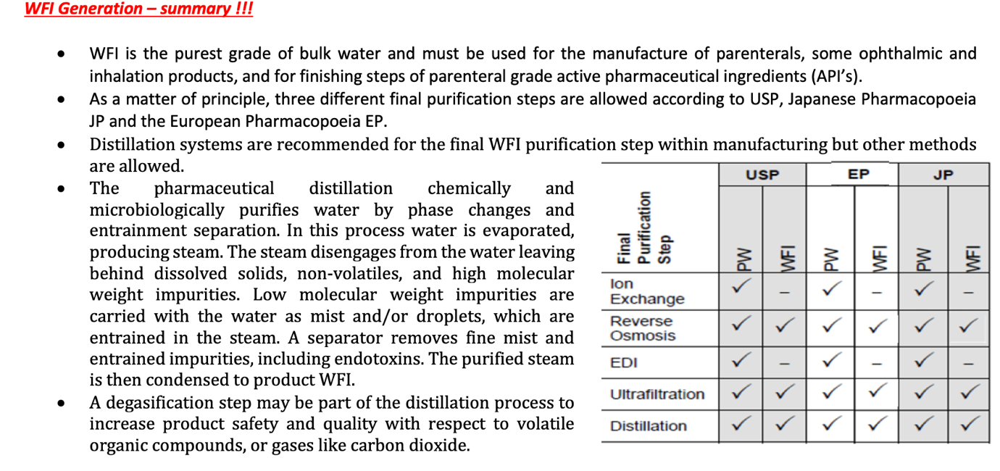 WFI Generation – summary !!!
• WFI is the purest grade of bulk water and must be used for the manufacture of parenterals, some ophthalmic and
inhalation products, and for finishing steps of parenteral grade active pharmaceutical ingredients (API’s).
• As a matter of principle, three different final purification steps are allowed according to USP, Japanese Pharmacopoeia
JP and the European Pharmacopoeia EP.
• Distillation systems are recommended for the final WFI purification step within manufacturing but other methods
are allowed.
• The pharmaceutical distillation chemically and
microbiologically purifies water by phase changes and
entrainment separation. In this process water is evaporated,
producing steam. The steam disengages from the water leaving
behind dissolved solids, non-volatiles, and high molecular
weight impurities. Low molecular weight impurities are
carried with the water as mist and/or droplets, which are
entrained in the steam. A separator removes fine mist and
entrained impurities, including endotoxins. The purified steam
is then condensed to product WFI.
• A degasification step may be part of the distillation process to
increase product safety and quality with respect to volatile
organic compounds, or gases like carbon dioxide.
USP EP JP
Final
Purification
Step
PW WFI PW WFI PW WFI
Ion
Exchange ✓ – ✓ – ✓ –
Reverse
Osmosis ✓ ✓ ✓ ✓ ✓ ✓
EDI ✓ – ✓ – ✓ –
Ultrafiltration ✓ ✓ ✓ ✓ ✓ ✓
Distillation ✓ ✓ ✓ ✓ ✓ ✓